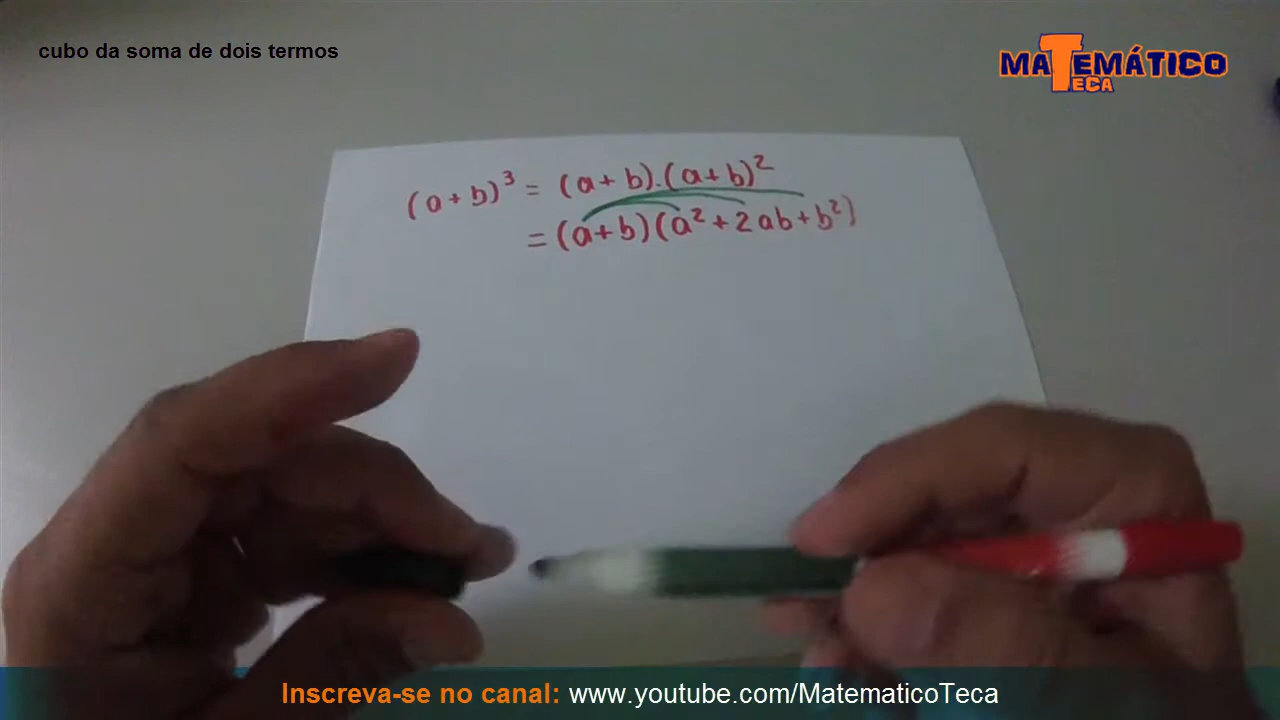 cubo da soma de dois termos
MATEMÁTICO
TECA
(a+b)³ = (a+b).(a+b)²
= (a+b)(a²+2ab+b²)
Inscreva-se no canal: www.youtube.com/MatematicoTeca